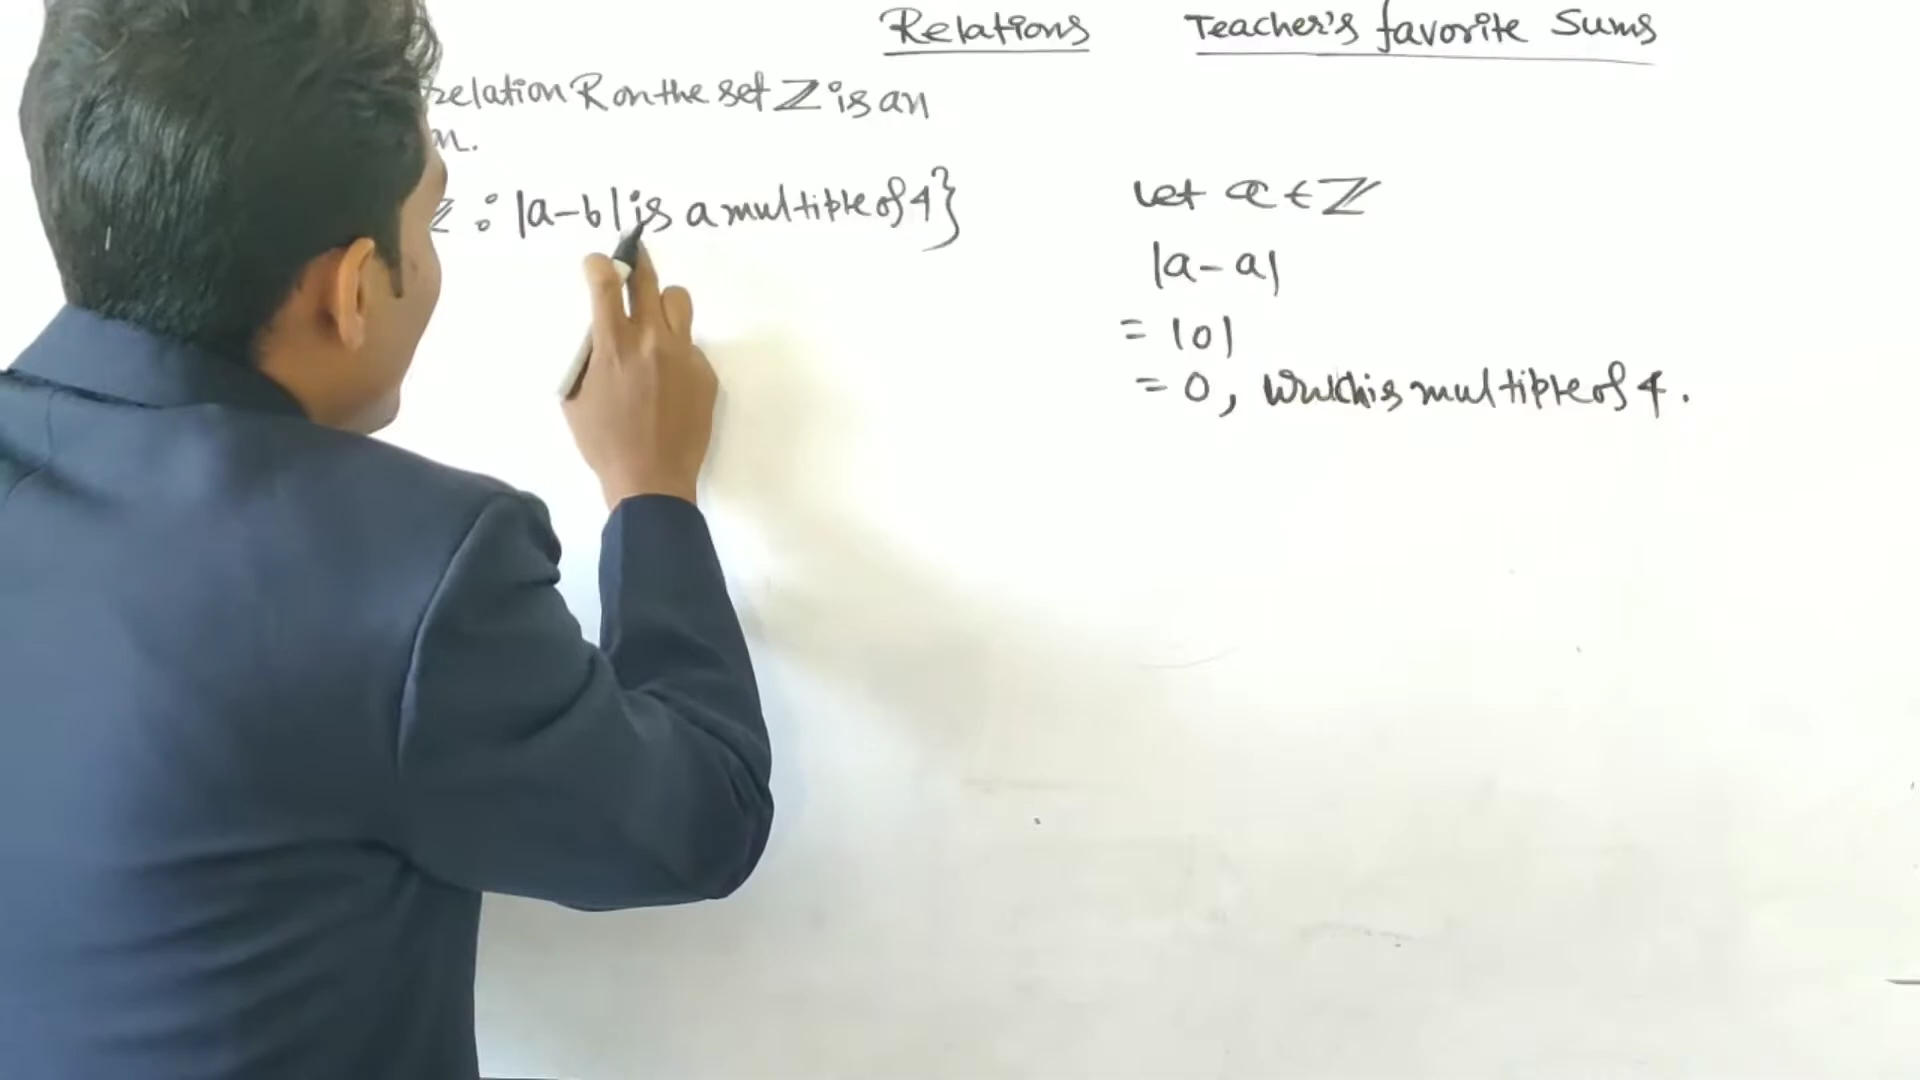 Relations Teacher's favorite Sums
relation R on the set ℤ is an
n.
ℤ : |a-b| is a multiple of 4}
Let a ∈ ℤ
|a - a|
= |0|
= 0, which is multiple of 4.